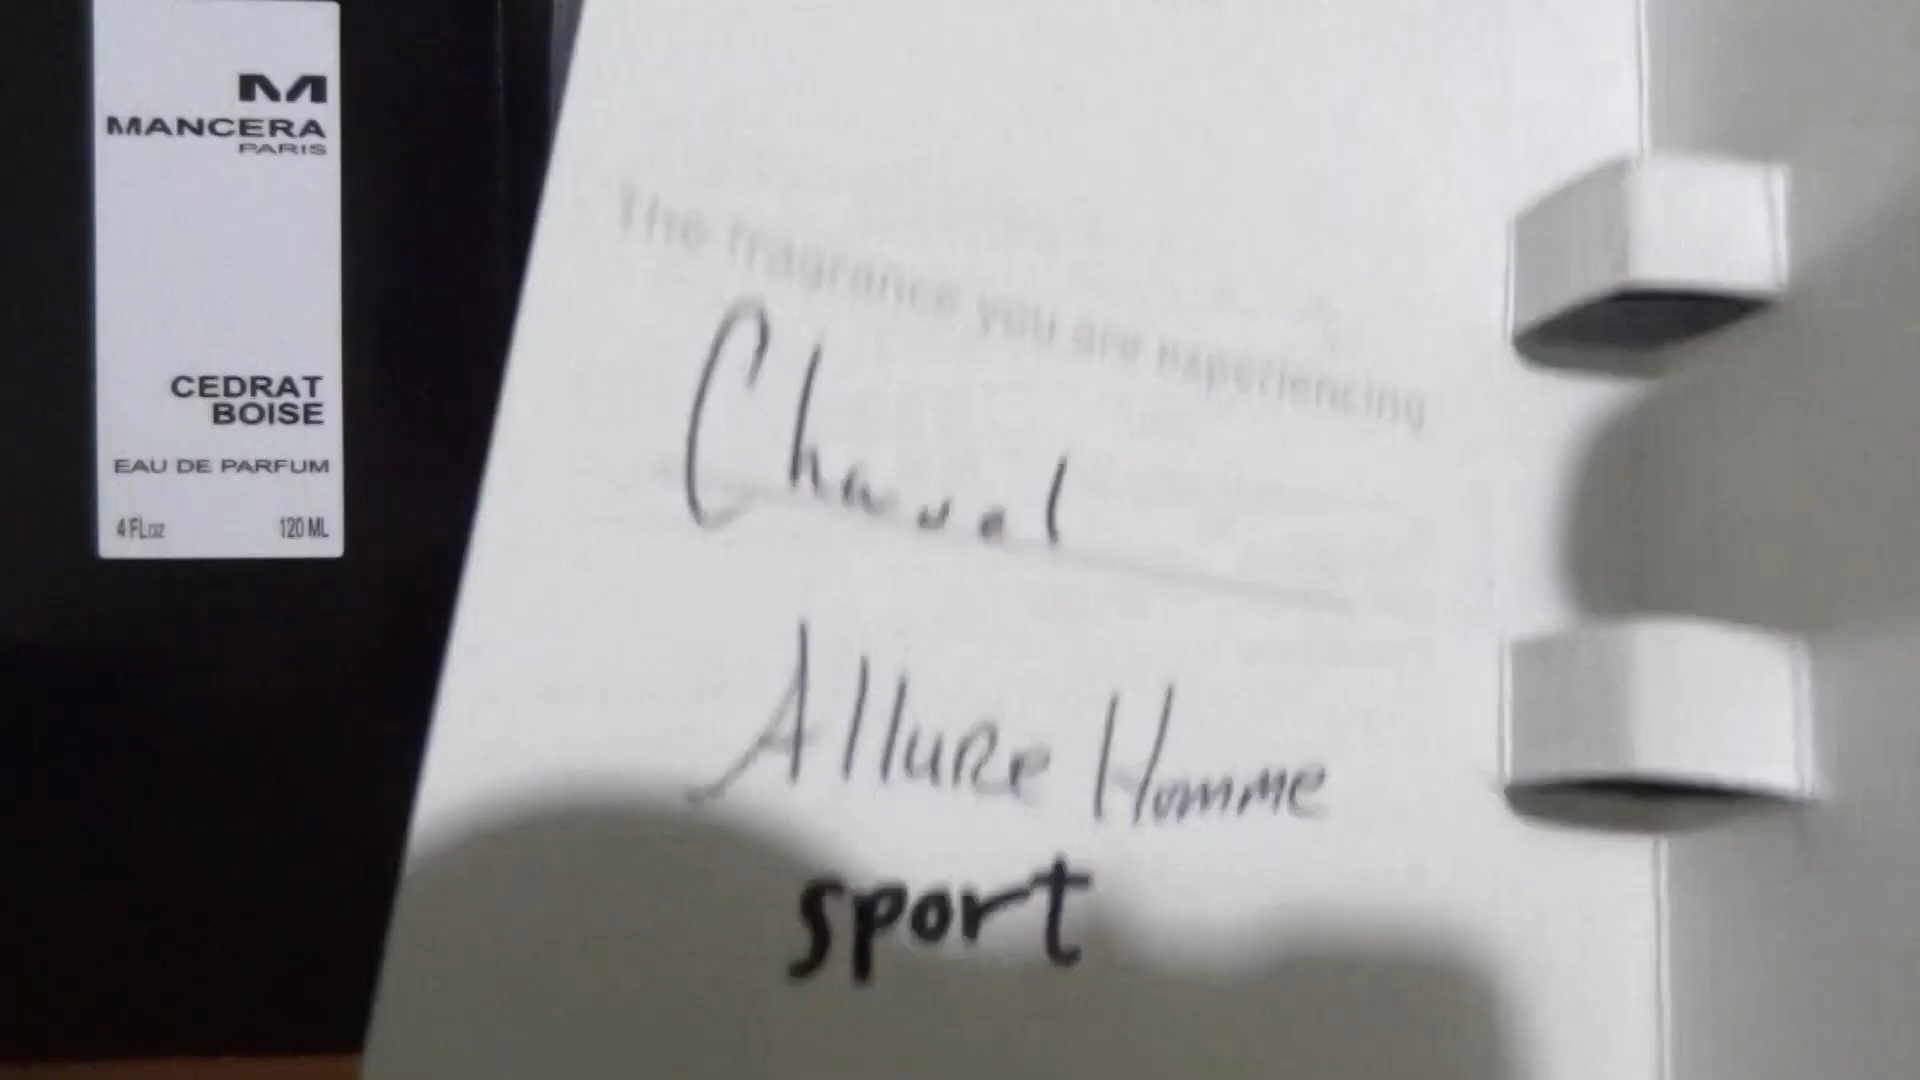 M
MANCERA
PARIS
CEDRAT
BOISE
EAU DE PARFUM
4 FL.oz 120 ML
The fragrance you are experiencing
Chanel
Allure Homme
sport